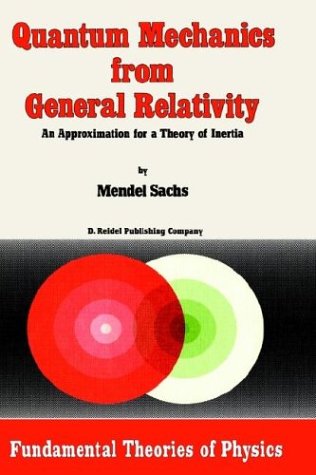 Quantum Mechanics
from
General Relativity
An Approximation for a Theory of Inertia
by
Mendel Sachs
D. Reidel Publishing Company
Fundamental Theories of Physics